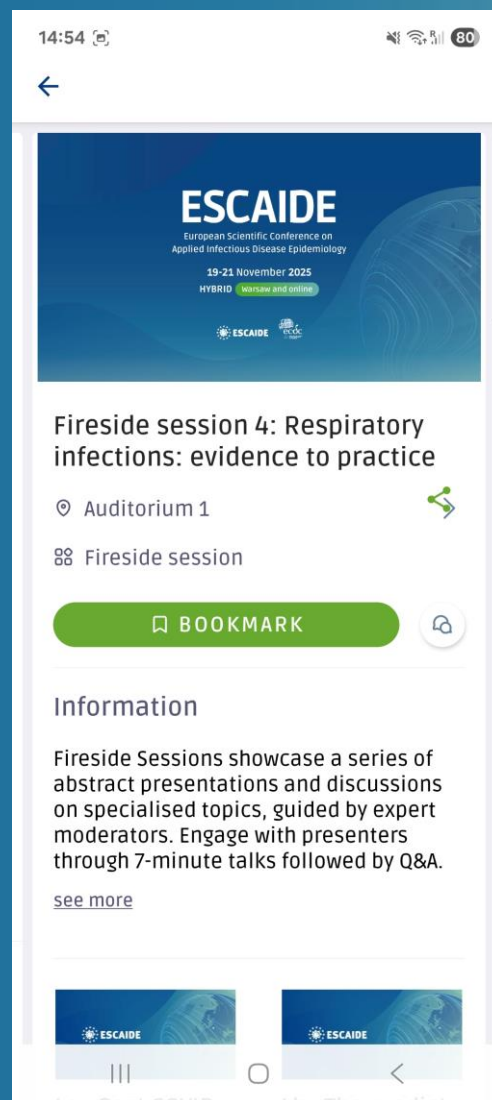 14:54
80
ESCAIDE
European Scientific Conference on
Applied Infectious Disease Epidemiology
19-21 November 2025
HYBRID Warsaw and online
ESCAIDE ecdc
Fireside session 4: Respiratory
infections: evidence to practice
Auditorium 1
Fireside session
BOOKMARK
Information
Fireside Sessions showcase a series of
abstract presentations and discussions
on specialised topics, guided by expert
moderators. Engage with presenters
through 7-minute talks followed by Q&A.
see more
ESCAIDE ESCAIDE